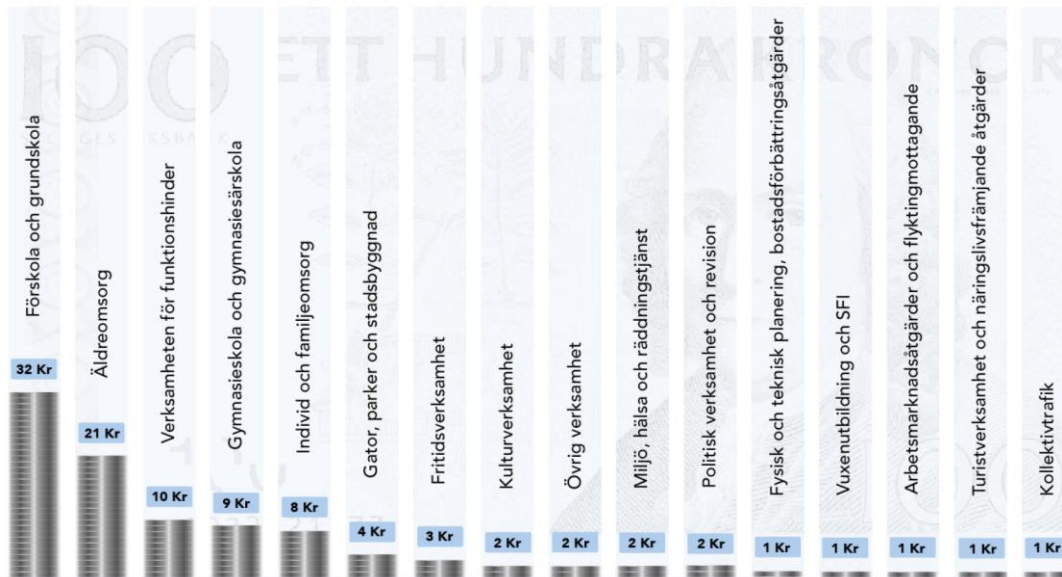 100 ETT HUNDRA KRONOR
Förskola och grundskola
32 Kr
Äldreomsorg
21 Kr
Verksamheten för funktionshinder
10 Kr
Gymnasieskola och gymnasiesärskola
9 Kr
Individ och familjeomsorg
8 Kr
Gator, parker och stadsbyggnad
4 Kr
Fritidsverksamhet
3 Kr
Kulturverksamhet
2 Kr
Övrig verksamhet
2 Kr
Miljö, hälsa och räddningstjänst
2 Kr
Politisk verksamhet och revision
2 Kr
Fysisk och teknisk planering, bostadsförbättringsåtgärder
1 Kr
Vuxenutbildning och SFI
1 Kr
Arbetsmarknadsåtgärder och flyktingmottagande
1 Kr
Turistverksamhet och näringslivsfrämjande åtgärder
1 Kr
Kollektivtrafik
1 Kr